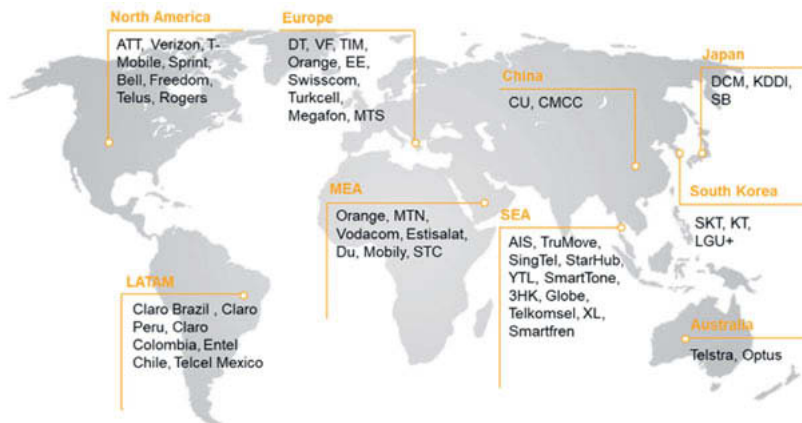 North America
ATT, Verizon, T-
Mobile, Sprint,
Bell, Freedom,
Telus, Rogers
Europe
DT, VF, TIM,
Orange, EE,
Swisscom,
Turkcell,
Megafon, MTS
China
CU, CMCC
Japan
DCM, KDDI,
SB
South Korea
SKT, KT,
LGU+
MEA
Orange, MTN,
Vodacom, Estisalat,
Du, Mobily, STC
SEA
AIS, TruMove,
SingTel, StarHub,
YTL, SmartTone,
3HK, Globe,
Telkomsel, XL,
Smartfren
LATAM
Claro Brazil , Claro
Peru, Claro
Colombia, Entel
Chile, Telcel Mexico
Australia
Telstra, Optus